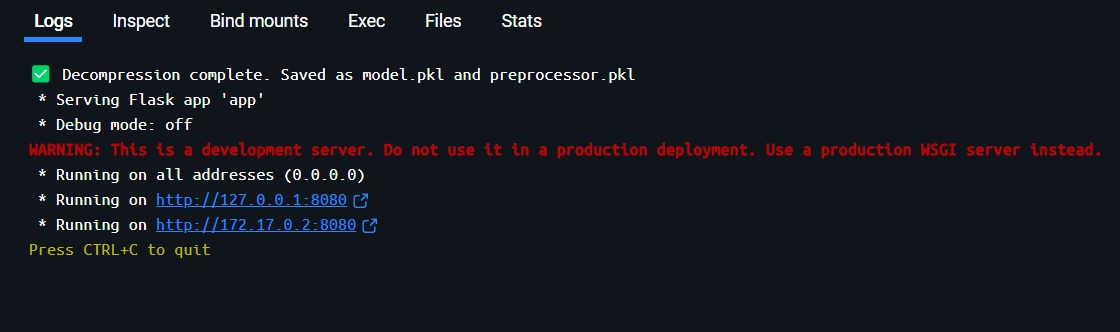 Logs Inspect Bind mounts Exec Files Stats
✅ Decompression complete. Saved as model.pkl and preprocessor.pkl
* Serving Flask app 'app'
* Debug mode: off
WARNING: This is a development server. Do not use it in a production deployment. Use a production WSGI server instead.
* Running on all addresses (0.0.0.0)
* Running on http://127.0.0.1:8080
* Running on http://172.17.0.2:8080
Press CTRL+C to quit